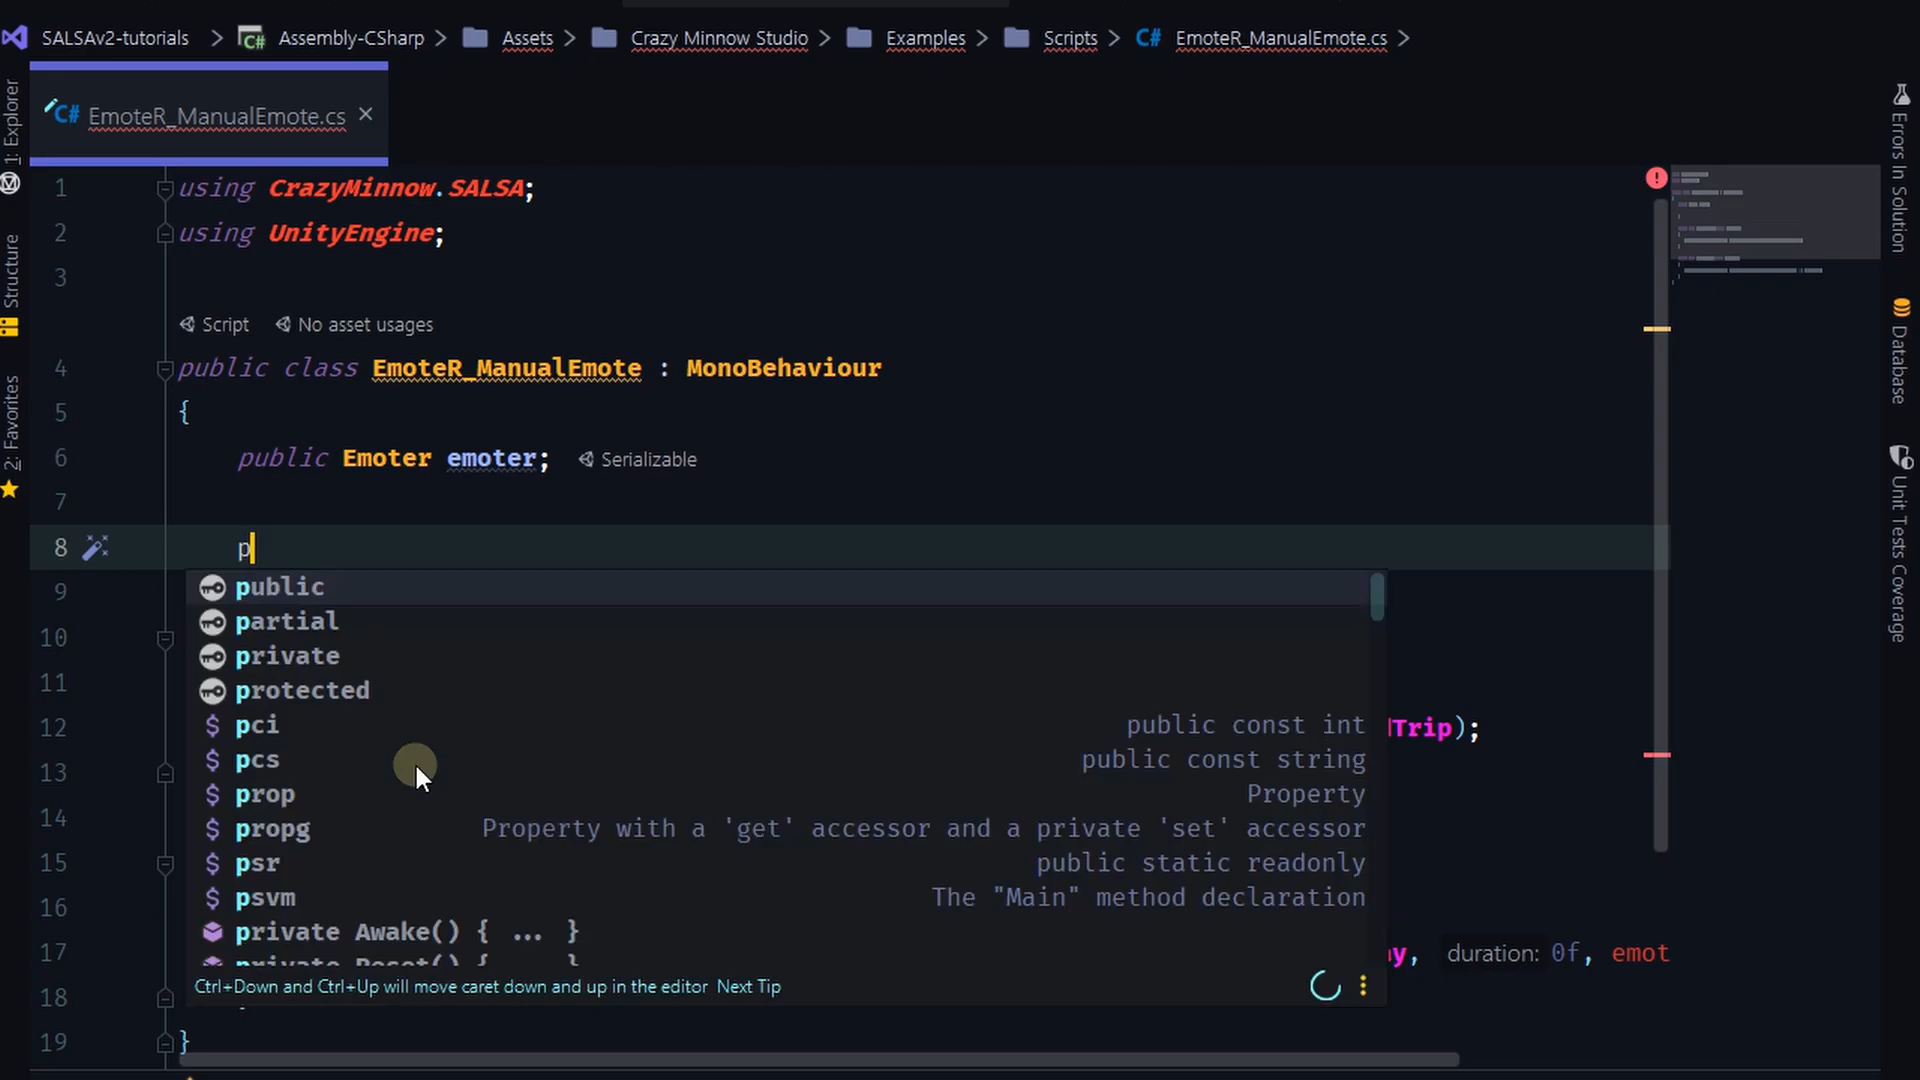 SALSAv2-tutorials > C# Assembly-CSharp > Assets > Crazy Minnow Studio > Examples > Scripts > C# EmoteR_ManualEmote.cs >
C# EmoteR_ManualEmote.cs ×
1: Explorer
Structure
2: Favorites
1 using CrazyMinnow.SALSA;
2 using UnityEngine;
3
Script No asset usages
4 public class EmoteR_ManualEmote : MonoBehaviour
5 {
6 public Emoter emoter; Serializable
7
8 p
9 public
partial
10 private
11 protected
pci public const int
12 Trip);
pcs public const string
13 prop Property
14 propg Property with a 'get' accessor and a private 'set' accessor
15 psr public static readonly
16 psvm The "Main" method declaration
private Awake() { ... }
17 y, duration: 0f, emot
private Reset() { }
Ctrl+Down and Ctrl+Up will move caret down and up in the editor Next Tip
18
19 }
Errors In Solution
Database
Unit Tests Coverage